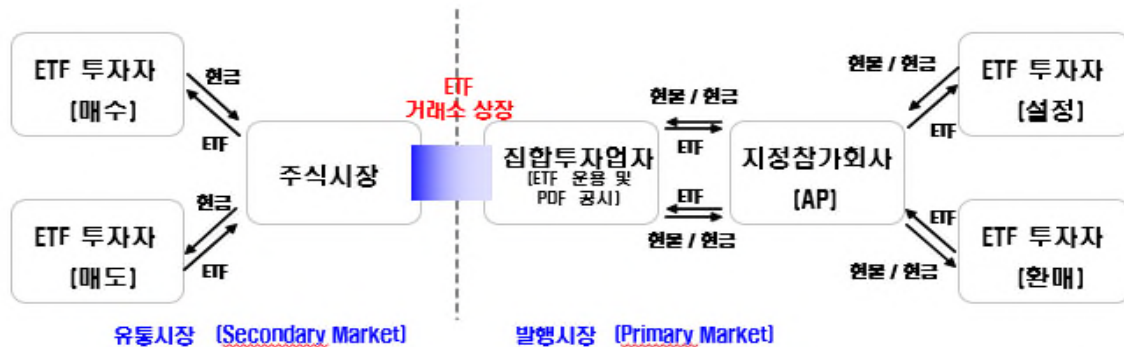 ETF 투자자
(매수)
현금
ETF
ETF 투자자
(매도)
현금
ETF
주식시장
ETF
거래소 상장
집합투자업자
(ETF 운용 및
PDF 공시)
현물 / 현금
ETF
ETF
현물 / 현금
지정참가회사
(AP)
현물 / 현금
ETF
ETF 투자자
(설정)
ETF
현물 / 현금
ETF 투자자
(환매)
유통시장 (Secondary Market)
발행시장 (Primary Market)